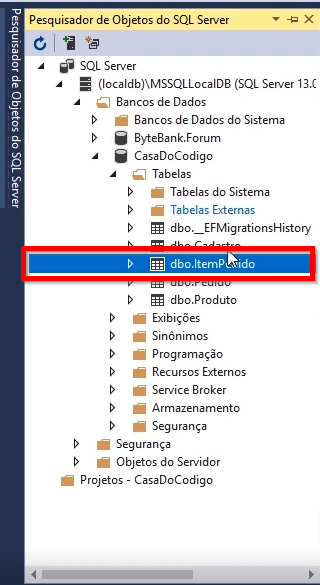 Pesquisador de Objetos do SQL Server
Pesquisador de Objetos do SQL Server
SQL Server
(localdb)\MSSQLLocalDB (SQL Server 13.0
Bancos de Dados
Bancos de Dados do Sistema
ByteBank.Forum
CasaDoCodigo
Tabelas
Tabelas do Sistema
Tabelas Externas
dbo.__EFMigrationsHistory
dbo.Cadastro
dbo.ItemPedido
dbo.Pedido
dbo.Produto
Exibições
Sinônimos
Programação
Recursos Externos
Service Broker
Armazenamento
Segurança
Segurança
Objetos do Servidor
Projetos - CasaDoCodigo